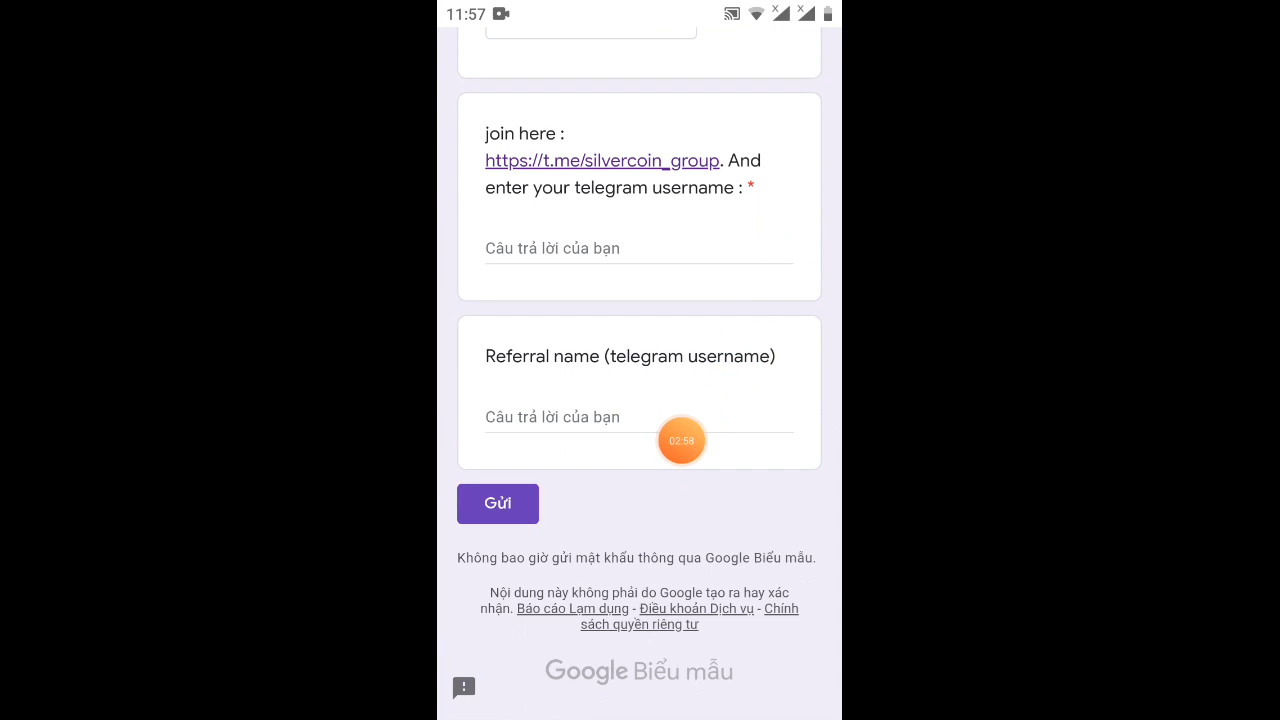 11:57
join here :
https://t.me/silvercoin_group. And
enter your telegram username : *
Câu trả lời của bạn
Referral name (telegram username)
Câu trả lời của bạn
02:58
Gửi
Không bao giờ gửi mật khẩu thông qua Google Biểu mẫu.
Nội dung này không phải do Google tạo ra hay xác
nhận. Báo cáo Lạm dụng - Điều khoản Dịch vụ - Chính
sách quyền riêng tư
Google Biểu mẫu